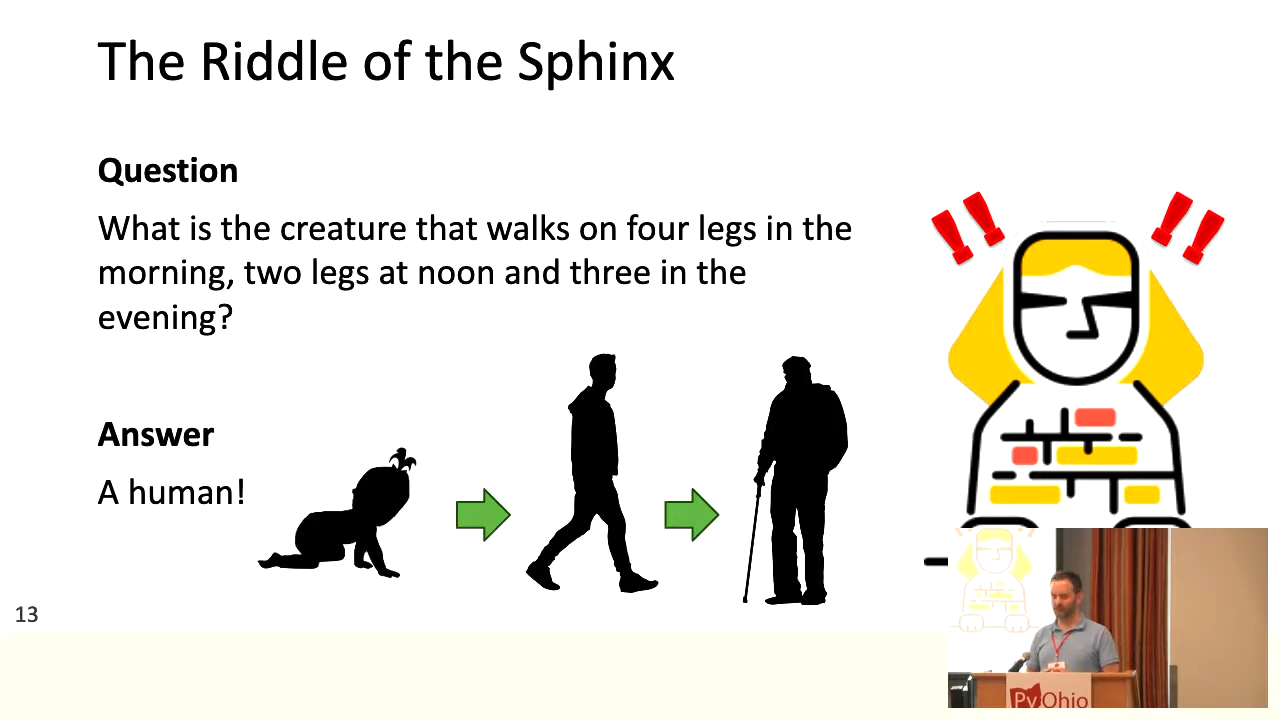 The Riddle of the Sphinx
Question
What is the creature that walks on four legs in the
morning, two legs at noon and three in the
evening?
Answer
A human!
13
PyOhio